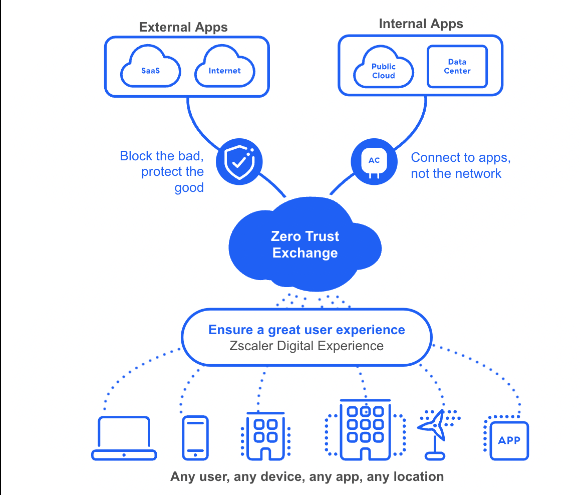 External Apps
Internal Apps
SaaS
Internet
Public
Cloud
Data
Center
Block the bad,
protect the
good
AC
Connect to apps,
not the network
Zero Trust
Exchange
Ensure a great user experience
Zscaler Digital Experience
APP
Any user, any device, any app, any location